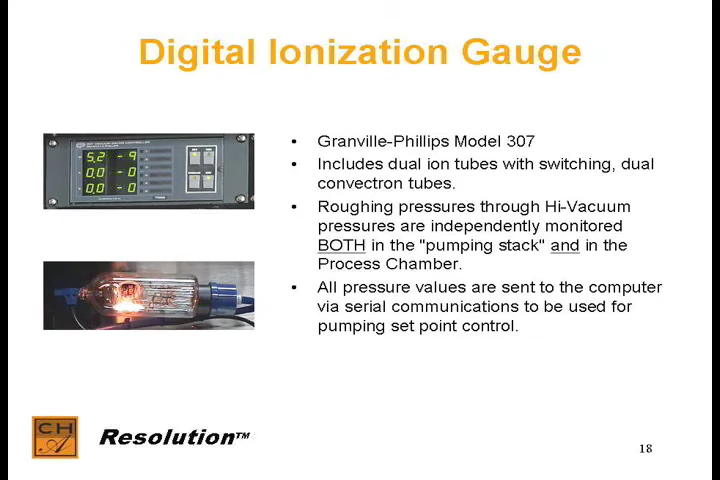 Digital Ionization Gauge
5.2 - 9
0.0 - 0
0.0 - 0
• Granville-Phillips Model 307
• Includes dual ion tubes with switching, dual
convectron tubes.
• Roughing pressures through Hi-Vacuum
pressures are independently monitored
BOTH in the "pumping stack" and in the
Process Chamber.
• All pressure values are sent to the computer
via serial communications to be used for
pumping set point control.
CH
A
Resolution™
18